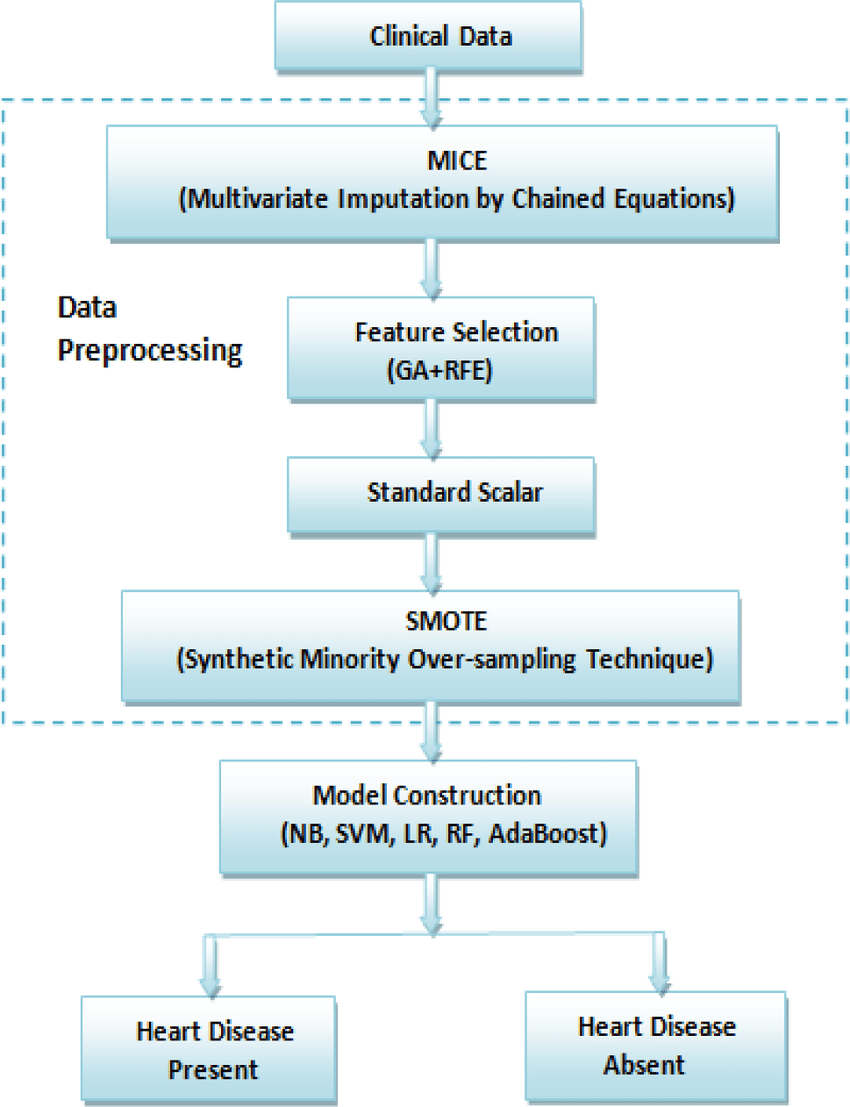 Clinical Data
MICE
(Multivariate Imputation by Chained Equations)
Data
Preprocessing
Feature Selection
(GA+RFE)
Standard Scalar
SMOTE
(Synthetic Minority Over-sampling Technique)
Model Construction
(NB, SVM, LR, RF, AdaBoost)
Heart Disease
Present
Heart Disease
Absent